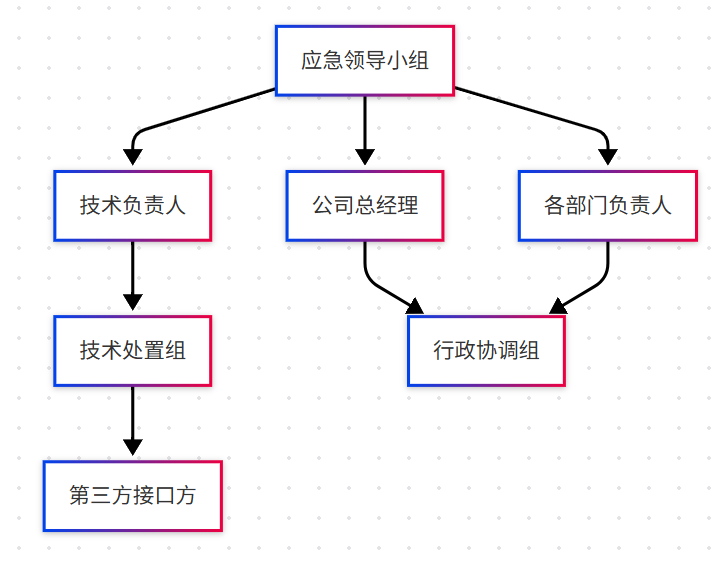 应急领导小组
技术负责人
公司总经理
各部门负责人
技术处置组
行政协调组
第三方接口方